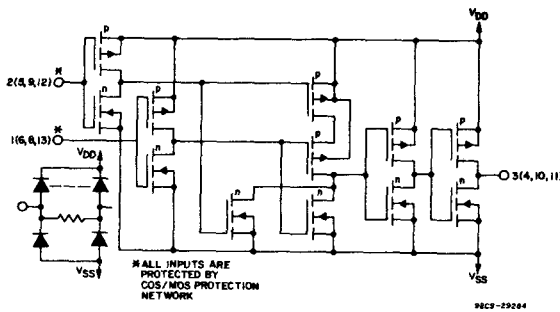 VDD
p
p
p
p
p
*
2(5,9,12)
n
p
*
1(6,8,13)
VDD
n
n
n
n
n
3(4,10,11)
VSS
* ALL INPUTS ARE
PROTECTED BY
COS/MOS PROTECTION
NETWORK
VSS
92CS-29284